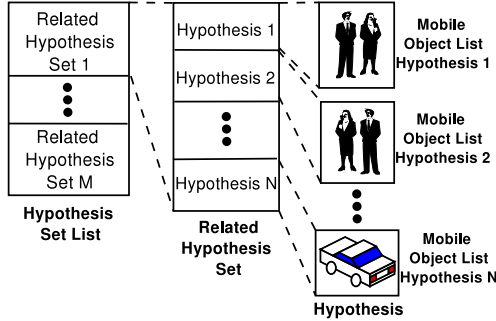 Related
Hypothesis
Set 1
Related
Hypothesis
Set M
Hypothesis
Set List
Hypothesis 1
Hypothesis 2
Hypothesis N
Related
Hypothesis
Set
Mobile
Object List
Hypothesis 1
Mobile
Object List
Hypothesis 2
Mobile
Object List
Hypothesis N
Hypothesis